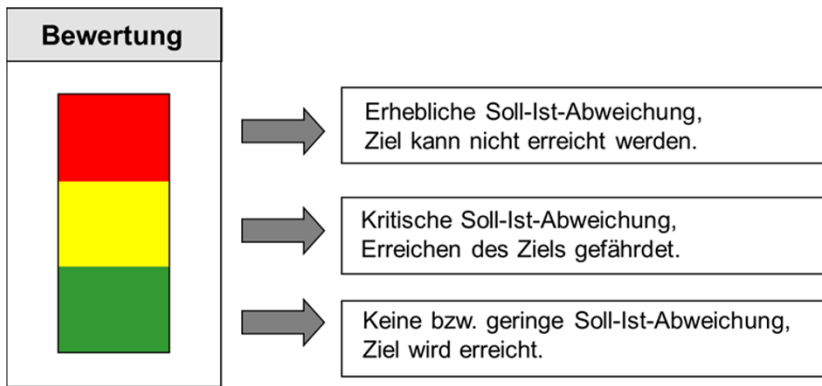 Bewertung
Erhebliche Soll-Ist-Abweichung,
Ziel kann nicht erreicht werden.
Kritische Soll-Ist-Abweichung,
Erreichen des Ziels gefährdet.
Keine bzw. geringe Soll-Ist-Abweichung,
Ziel wird erreicht.